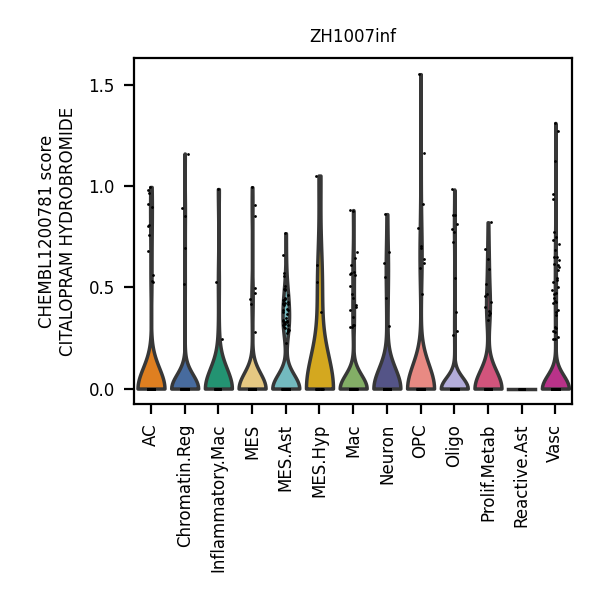 ZH1007inf
CHEMBL1200781 score
CITALOPRAM HYDROBROMIDE
1.5
1.0
0.5
0.0
AC
Chromatin.Reg
Inflammatory.Mac
MES
MES.Ast
MES.Hyp
Mac
Neuron
OPC
Oligo
Prolif.Metab
Reactive.Ast
Vasc